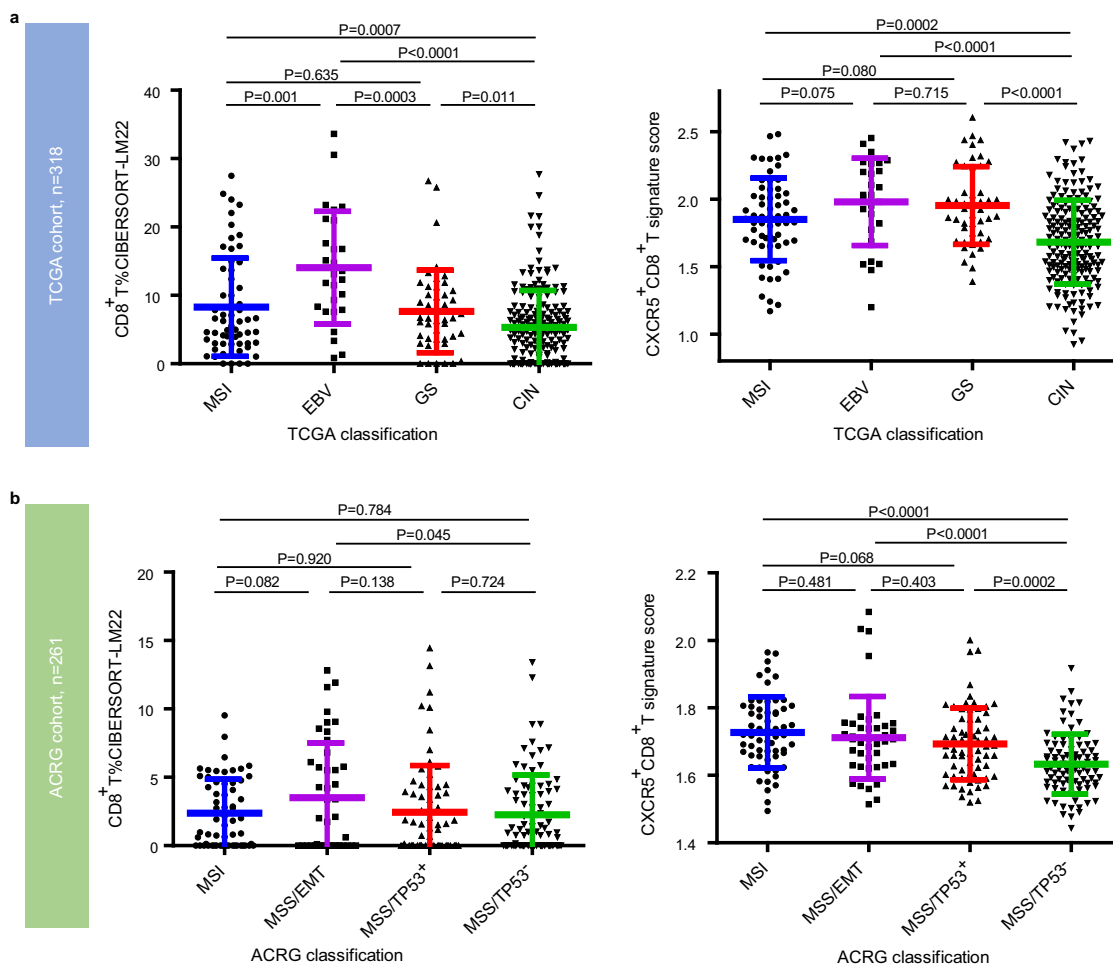 a
TCGA cohort, n=318
P=0.0007
P<0.0001
P=0.635
P=0.001
P=0.0003
P=0.011
CD8+T%CIBERSORT-LM22
40
30
20
10
0
MSI
EBV
GS
CIN
TCGA classification
P=0.0002
P<0.0001
P=0.080
P=0.075
P=0.715
P<0.0001
CXCR5+CD8+T signature score
2.5
2.0
1.5
1.0
MSI
EBV
GS
CIN
TCGA classification
b
ACRG cohort, n=261
P=0.784
P=0.045
P=0.920
P=0.082
P=0.138
P=0.724
CD8+T%CIBERSORT-LM22
20
15
10
5
0
MSI
MSS/EMT
MSS/TP53+
MSS/TP53-
ACRG classification
P<0.0001
P<0.0001
P=0.068
P=0.481
P=0.403
P=0.0002
CXCR5+CD8+T signature score
2.2
2.0
1.8
1.6
1.4
MSI
MSS/EMT
MSS/TP53+
MSS/TP53-
ACRG classification